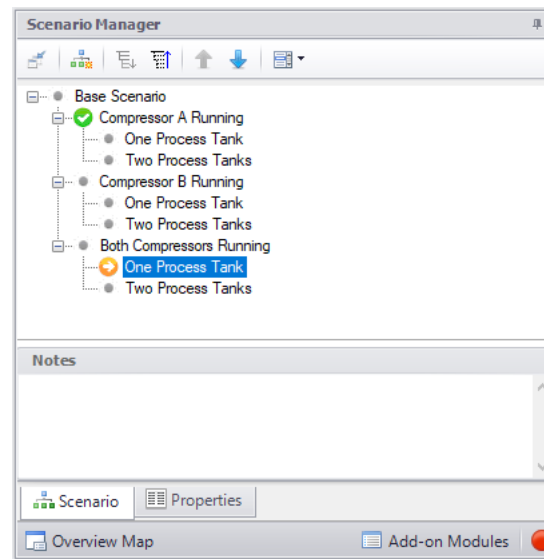 Scenario Manager
Base Scenario
Compressor A Running
One Process Tank
Two Process Tanks
Compressor B Running
One Process Tank
Two Process Tanks
Both Compressors Running
One Process Tank
Two Process Tanks
Notes
Scenario Properties
Overview Map Add-on Modules